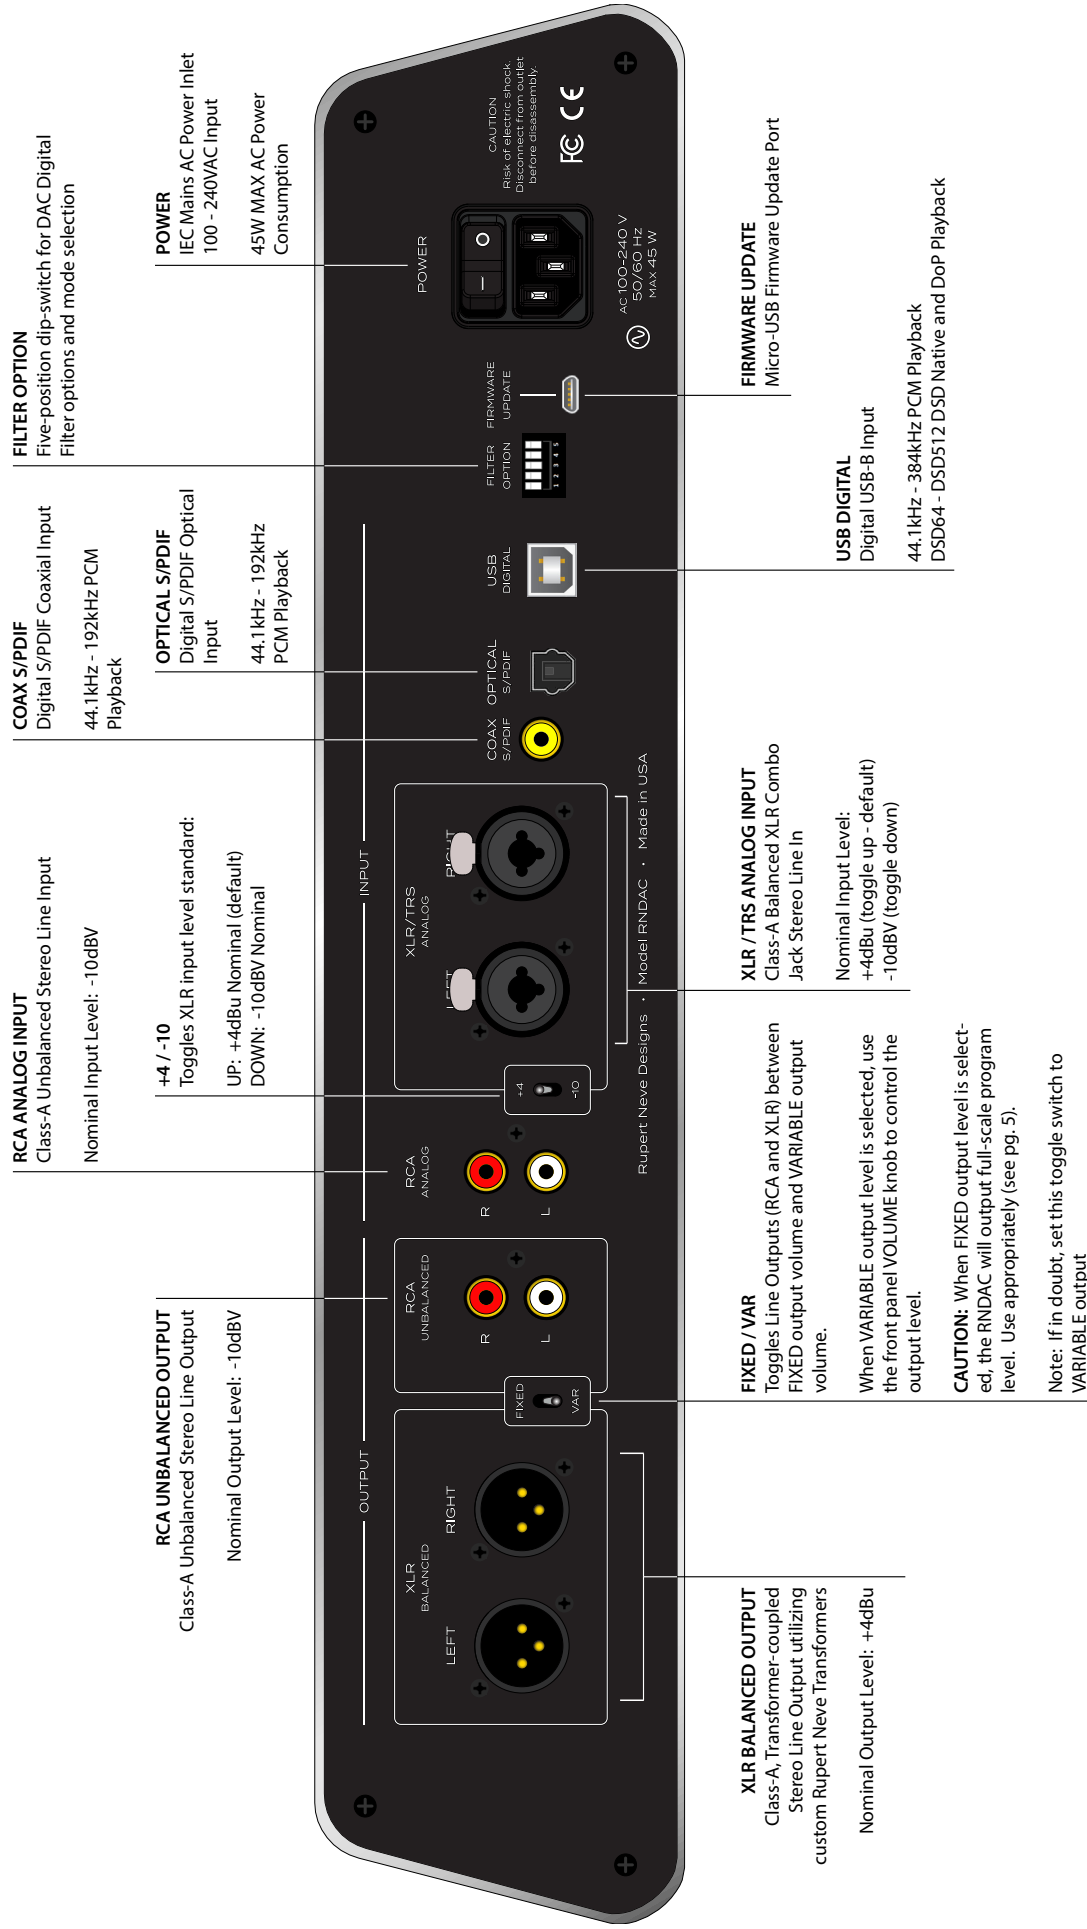 RCA UNBALANCED OUTPUT
Class-A Unbalanced Stereo Line Output
Nominal Output Level:  -10dBV
RCA ANALOG INPUT
Class-A Unbalanced Stereo Line Input
Nominal Input Level:  -10dBV
+4 / -10
Toggles XLR input level standard:
UP:  +4dBu Nominal (default)
DOWN:  -10dBV Nominal
COAX S/PDIF
Digital S/PDIF Coaxial Input
44.1kHz - 192kHz PCM
Playback
OPTICAL S/PDIF
Digital S/PDIF Optical
Input
44.1kHz - 192kHz
PCM Playback
FILTER OPTION
Five-position dip-switch for DAC Digital
Filter options and mode selection
POWER
IEC Mains AC Power Inlet
100 - 240VAC Input
45W MAX AC Power
Consumption
OUTPUT
INPUT
XLR
BALANCED
LEFT
RIGHT
FIXED
VAR
RCA
UNBALANCED
R
L
RCA
ANALOG
R
L
+4
-10
XLR/TRS
ANALOG
LEFT
RIGHT
COAX
S/PDIF
OPTICAL
S/PDIF
USB
DIGITAL
FILTER
OPTION
1 2 3 4 5
FIRMWARE
UPDATE
POWER
AC 100-240 V
50/60 Hz
MAX 45 W
CAUTION
Risk of electric shock.
Disconnect from outlet
before disassembly.
FC CE
Rupert Neve Designs • Model RNDAC • Made in USA
XLR BALANCED OUTPUT
Class-A, Transformer-coupled
Stereo Line Output utilizing
custom Rupert Neve Transformers
Nominal Output Level:  +4dBu
FIXED / VAR
Toggles Line Outputs (RCA and XLR) between
FIXED output volume and VARIABLE output
volume.
When VARIABLE output level is selected, use
the front panel VOLUME knob to control the
output level.
CAUTION:  When FIXED output level is select-
ed, the RNDAC will output full-scale program
level.  Use appropriately (see pg. 5).
Note:  If in doubt, set this toggle switch to
VARIABLE output
XLR / TRS ANALOG INPUT
Class-A Balanced XLR Combo
Jack Stereo Line In
Nominal Input Level:
+4dBu (toggle up - default)
-10dBV (toggle down)
USB DIGITAL
Digital USB-B Input
44.1kHz - 384kHz PCM Playback
DSD64 - DSD512 DSD Native and DoP Playback
FIRMWARE UPDATE
Micro-USB Firmware Update Port